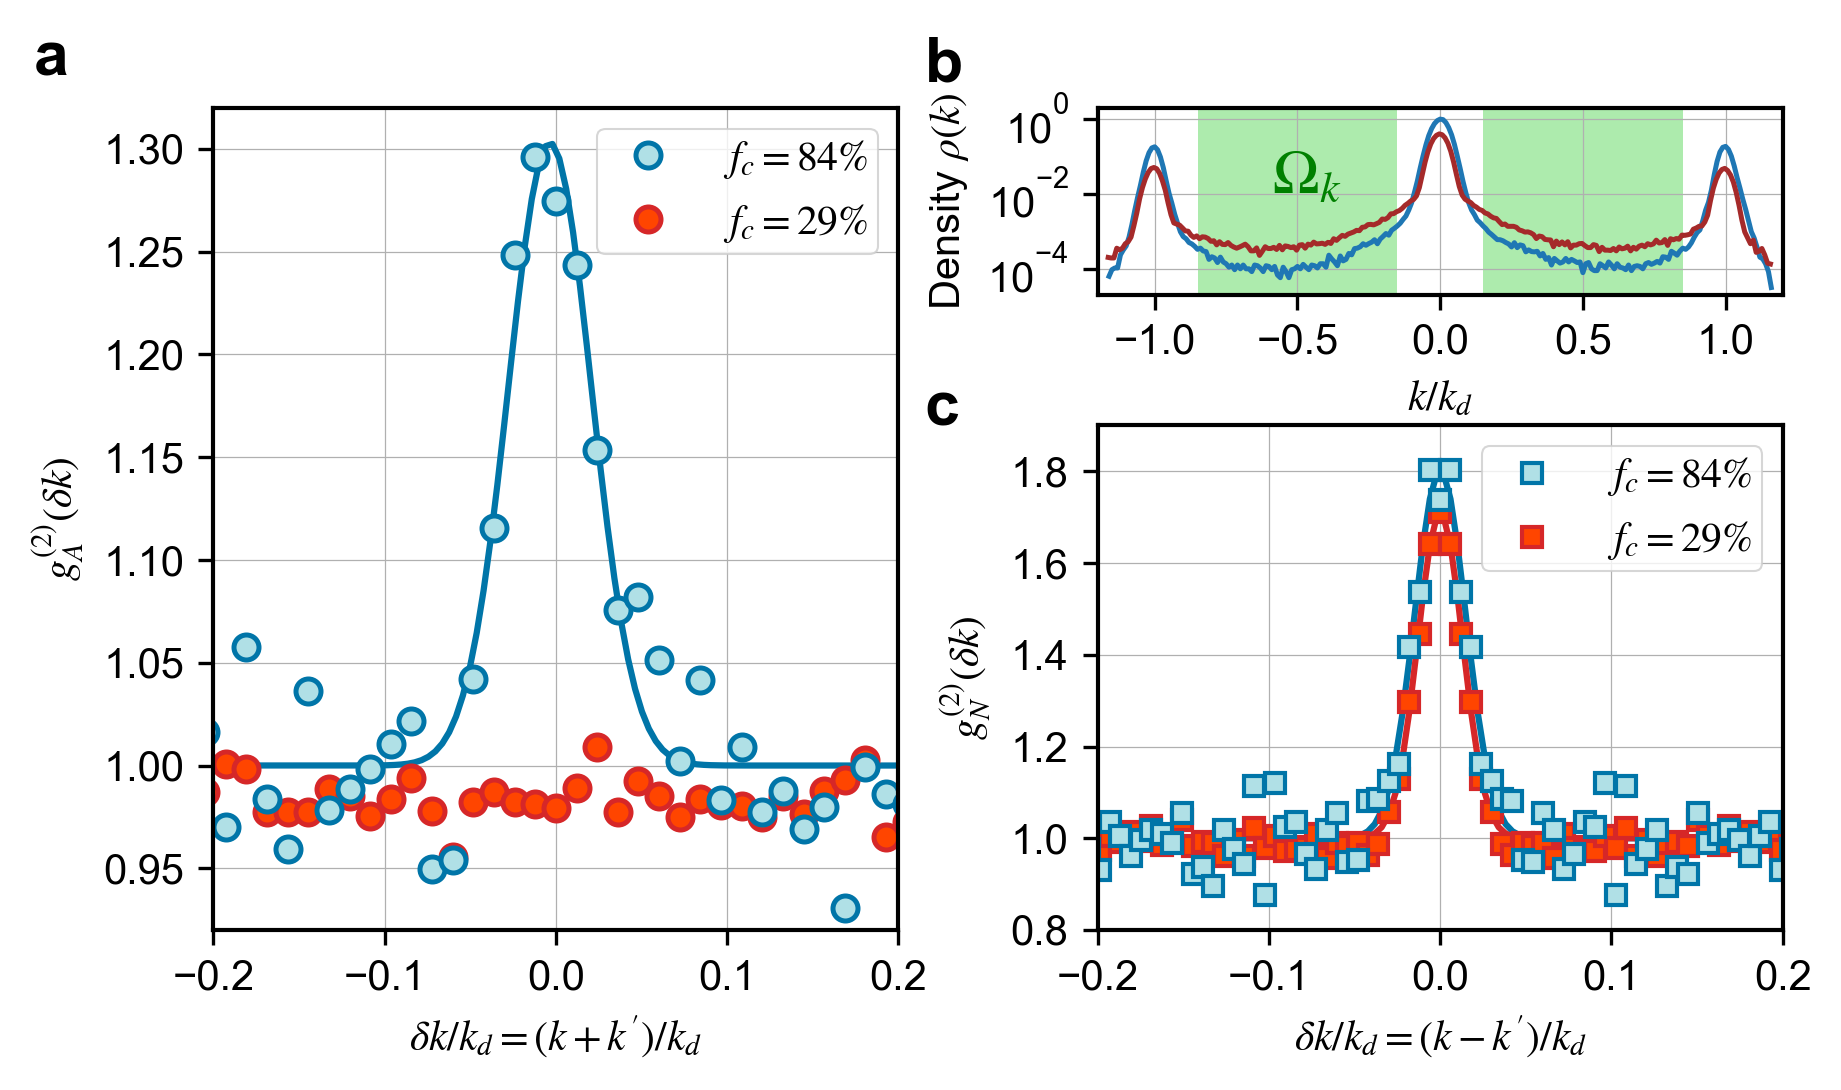 a
g_A^(2)(δk)
1.30
1.25
1.20
1.15
1.10
1.05
1.00
0.95
−0.2
−0.1
0.0
0.1
0.2
δk/k_d = (k + k′)/k_d
f_c = 84%
f_c = 29%
b
Density ρ(k)
10^0
10^−2
10^−4
Ω_k
−1.0
−0.5
0.0
0.5
1.0
k/k_d
c
g_N^(2)(δk)
1.8
1.6
1.4
1.2
1.0
0.8
f_c = 84%
f_c = 29%
−0.2
−0.1
0.0
0.1
0.2
δk/k_d = (k − k′)/k_d